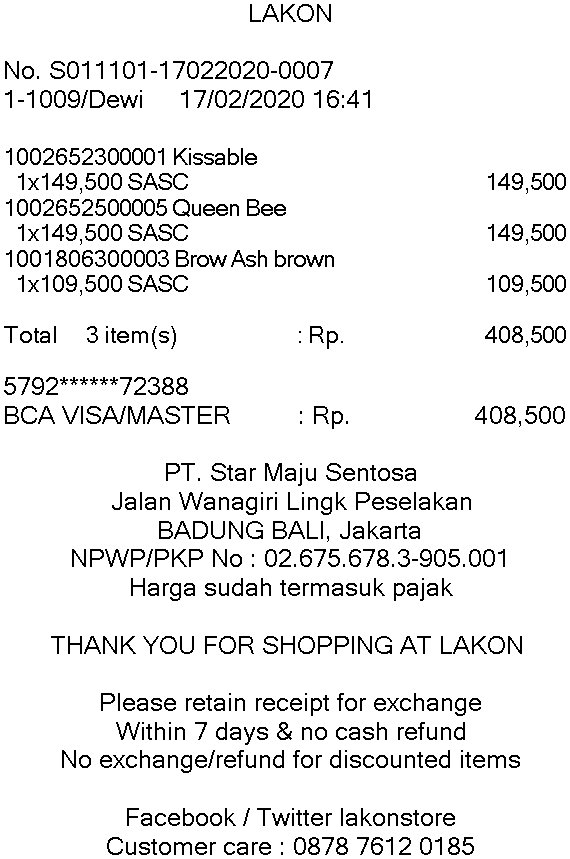 LAKON
No. S011101-17022020-0007
1-1009/Dewi 17/02/2020 16:41
1002652300001 Kissable
1x149,500 SASC 149,500
1002652500005 Queen Bee
1x149,500 SASC 149,500
1001806300003 Brow Ash brown
1x109,500 SASC 109,500
Total 3 item(s) : Rp. 408,500
5792******72388
BCA VISA/MASTER : Rp. 408,500
PT. Star Maju Sentosa
Jalan Wanagiri Lingk Peselakan
BADUNG BALI, Jakarta
NPWP/PKP No : 02.675.678.3-905.001
Harga sudah termasuk pajak
THANK YOU FOR SHOPPING AT LAKON
Please retain receipt for exchange
Within 7 days & no cash refund
No exchange/refund for discounted items
Facebook / Twitter lakonstore
Customer care : 0878 7612 0185